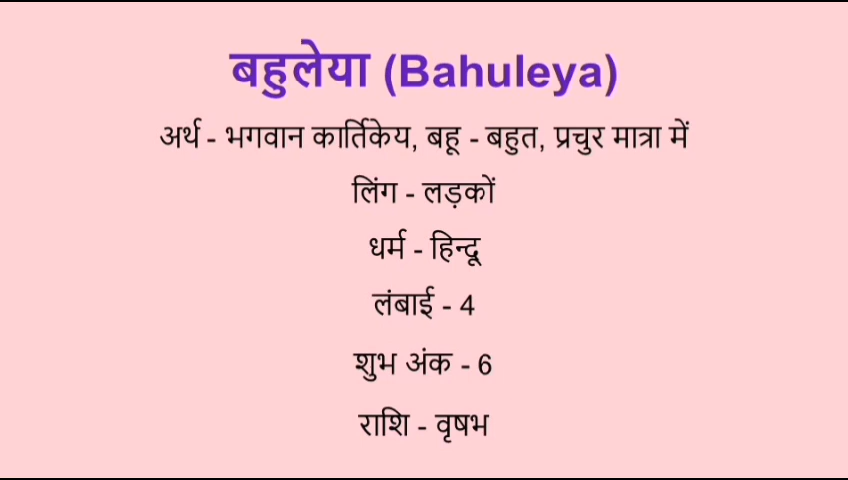 बहुलेया (Bahuleya)
अर्थ - भगवान कार्तिकेय, बहू - बहुत, प्रचुर मात्रा में
लिंग - लड़कों
धर्म - हिन्दू
लंबाई - 4
शुभ अंक - 6
राशि - वृषभ